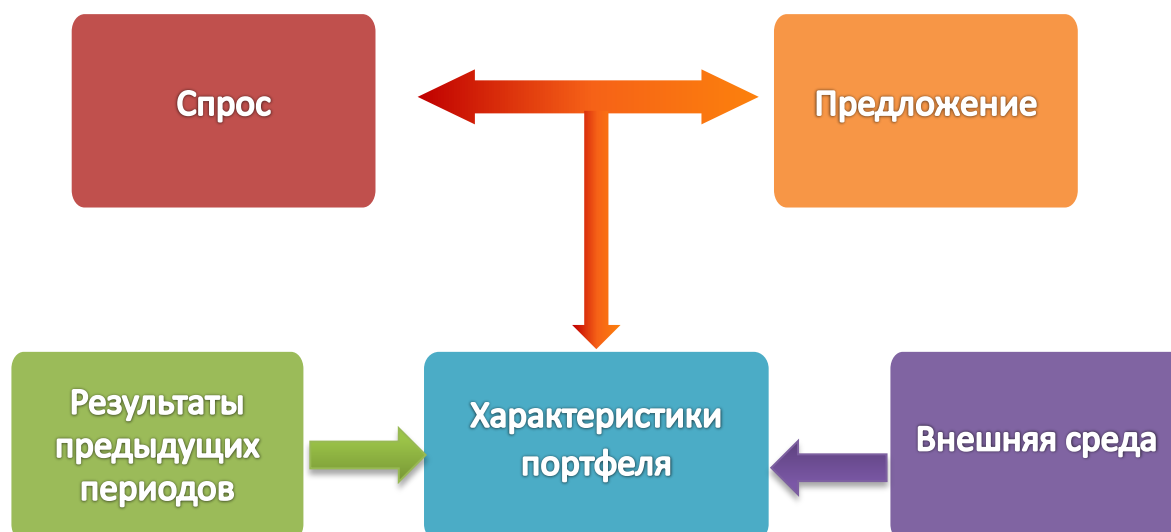 Спрос
Предложение
Результаты
предыдущих
периодов
Характеристики
портфеля
Внешняя среда